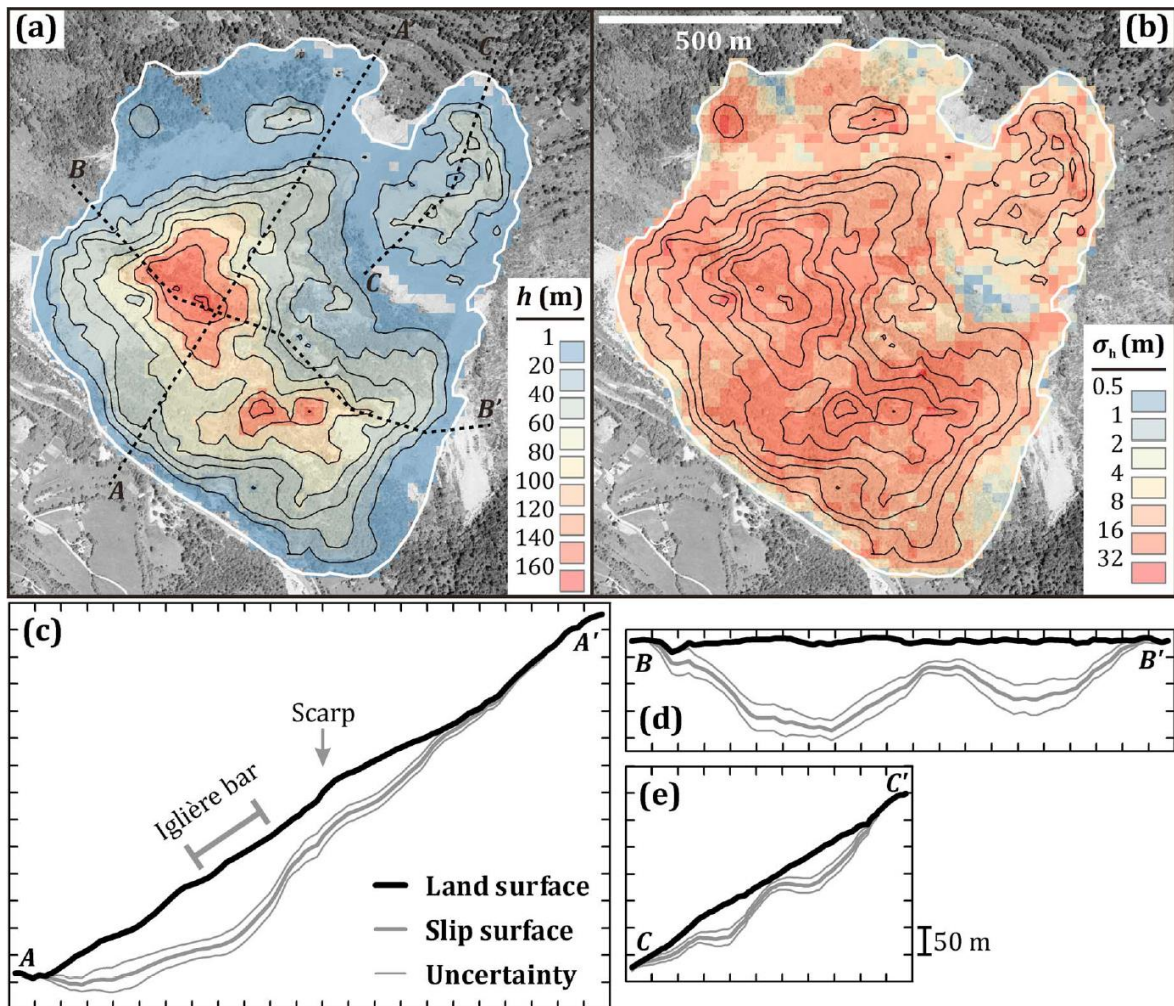 (a)
A
C
B
C
B'
A
h (m)
1
20
40
60
80
100
120
140
160
500 m
(b)
σh (m)
0.5
1
2
4
8
16
32
(c)
A'
Scarp
Iglière bar
A
Land surface
Slip surface
Uncertainty
B
B'
(d)
(e)
C'
C
50 m